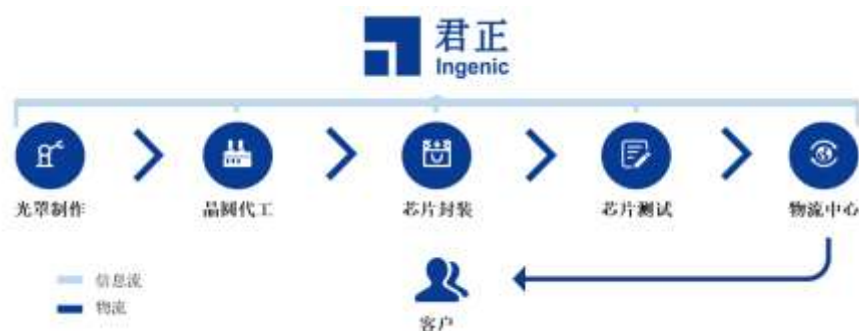 君正
Ingenic
光罩制作
晶圆代工
芯片封装
芯片测试
物流中心
信息流
物流
客户